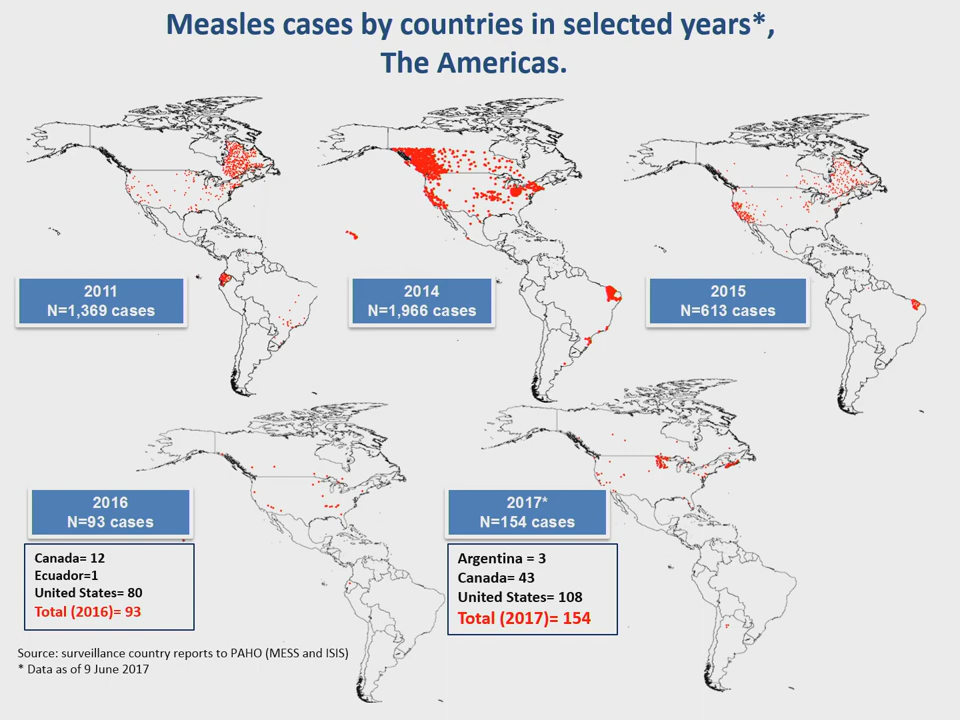 Measles cases by countries in selected years*,
The Americas.
2011
N=1,369 cases
2014
N=1,966 cases
2015
N=613 cases
2016
N=93 cases
Canada= 12
Ecuador=1
United States= 80
Total (2016)= 93
2017*
N=154 cases
Argentina = 3
Canada= 43
United States= 108
Total (2017)= 154
Source: surveillance country reports to PAHO (MESS and ISIS)
* Data as of 9 June 2017